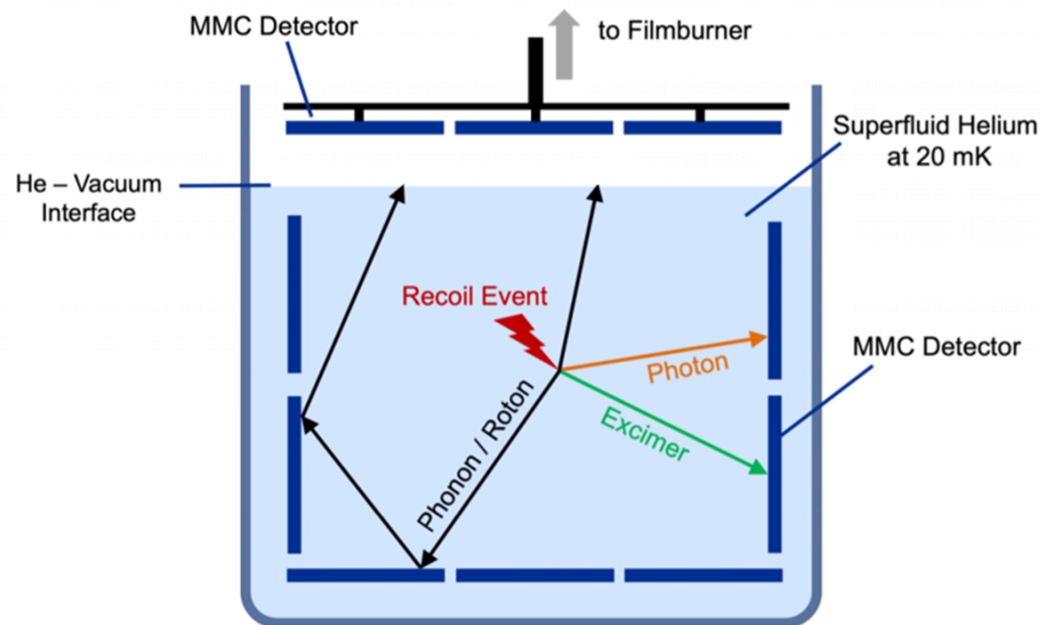 MMC Detector
to Filmburner
Superfluid Helium
at 20 mK
He – Vacuum
Interface
Recoil Event
Photon
MMC Detector
Excimer
Phonon / Roton